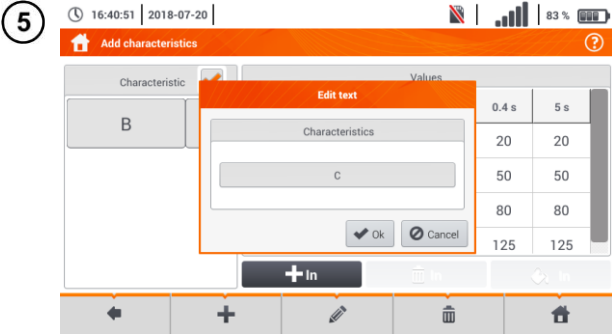 5
16:40:51 2018-07-20 83 %
Add characteristics ?
Characteristic Values
Edit text
0.4 s 5 s
Characteristics
B
20 20
C
50 50
80 80
Ok Cancel
125 125
In In In